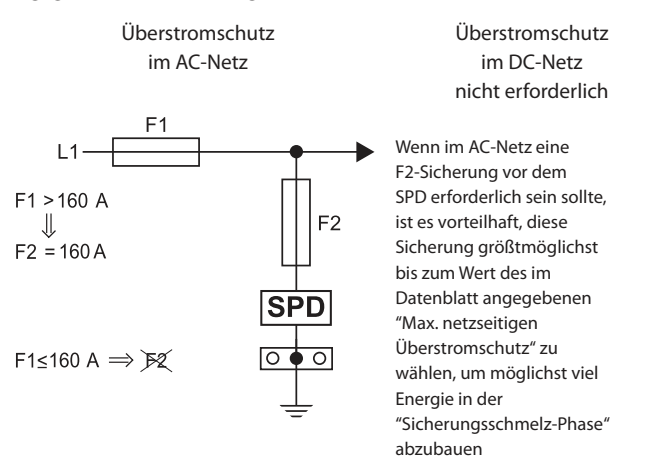 Überstromschutz
im AC-Netz
Überstromschutz
im DC-Netz
nicht erforderlich
F1
L1
F1 >160 A
⇓
F2 = 160 A
F2
SPD
F1≤160 A ⇒ F2
Wenn im AC-Netz eine
F2-Sicherung vor dem
SPD erforderlich sein sollte,
ist es vorteilhaft, diese
Sicherung größtmöglichst
bis zum Wert des im
Datenblatt angegebenen
“Max. netzseitigen
Überstromschutz“ zu
wählen, um möglichst viel
Energie in der
“Sicherungsschmelz-Phase“
abzubauen